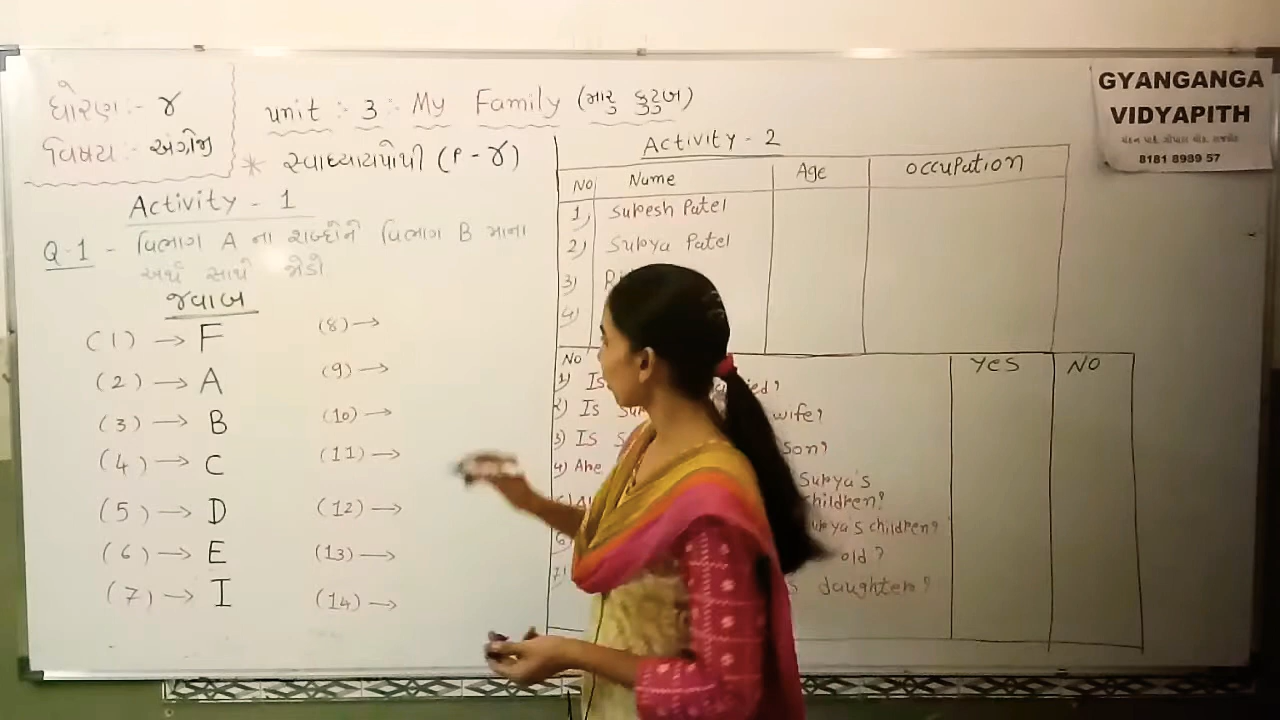 ધોરણ :- ૪
વિષય :- અંગ્રેજી
unit :- 3 :- My Family (મારુ કુટુંબ)
* સ્વાધ્યાયપોથી (P - ૪)
Activity - 1
Q-1 - વિભાગ A ના શબ્દોને વિભાગ B માના
અર્થ સાથે જોડો
જવાબ
(1) → F
(2) → A
(3) → B
(4) → C
(5) → D
(6) → E
(7) → I
(8) →
(9) →
(10) →
(11) →
(12) →
(13) →
(14) →
Activity - 2
No Name Age Occupation
1) Suresh Patel
2) Surya Patel
3)
4)
No Yes No
1) Is
2) Is wife?
3) Is son?
4) Are Surya's
children?
Surya's children?
old?
7) daughter?
GYANGANGA
VIDYAPITH
8181 8989 57